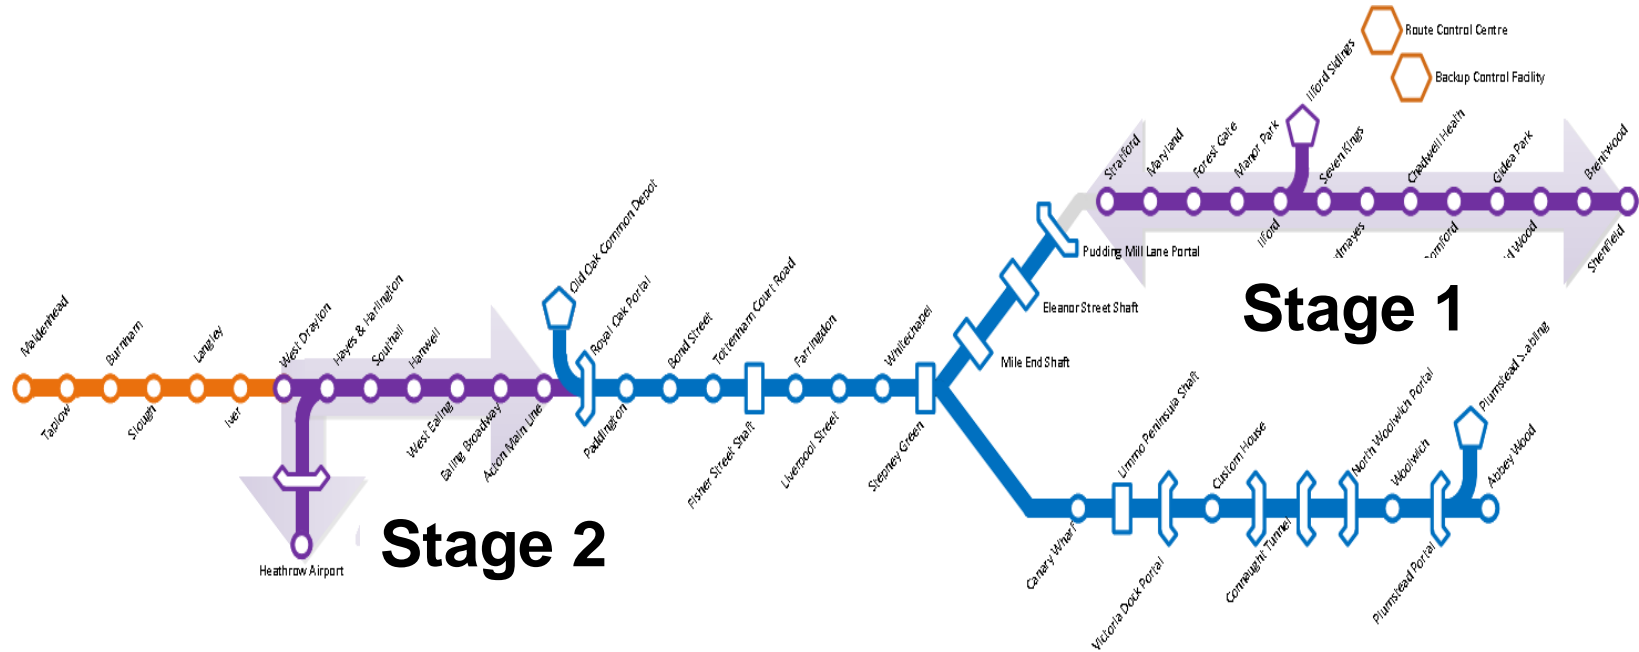 Route Control Centre
Backup Control Facility
Ilford Sidings
Stratford
Maryland
Forest Gate
Manor Park
Seven Kings
Chadwell Heath
Gidea Park
Brentwood
Ilford
Shenfield
Pudding Mill Lane Portal
Eleanor Street Shaft
Mile End Shaft
Stage 1
Maidenhead
Burnham
Langley
West Drayton
Hayes & Harlington
Southall
Hanwell
Old Oak Common Depot
Royal Oak Portal
Bond Street
Tottenham Court Road
Farringdon
Whitechapel
Taplow
Slough
Iver
West Ealing
Ealing Broadway
Acton Main Line
Paddington
Fisher Street Shaft
Liverpool Street
Stepney Green
Limmo Peninsula Shaft
Custom House
North Woolwich Portal
Woolwich
Plumstead Stabling
Abbey Wood
Canary Wharf
Victoria Dock Portal
Connaught Tunnel
Plumstead Portal
Stage 2
Heathrow Airport